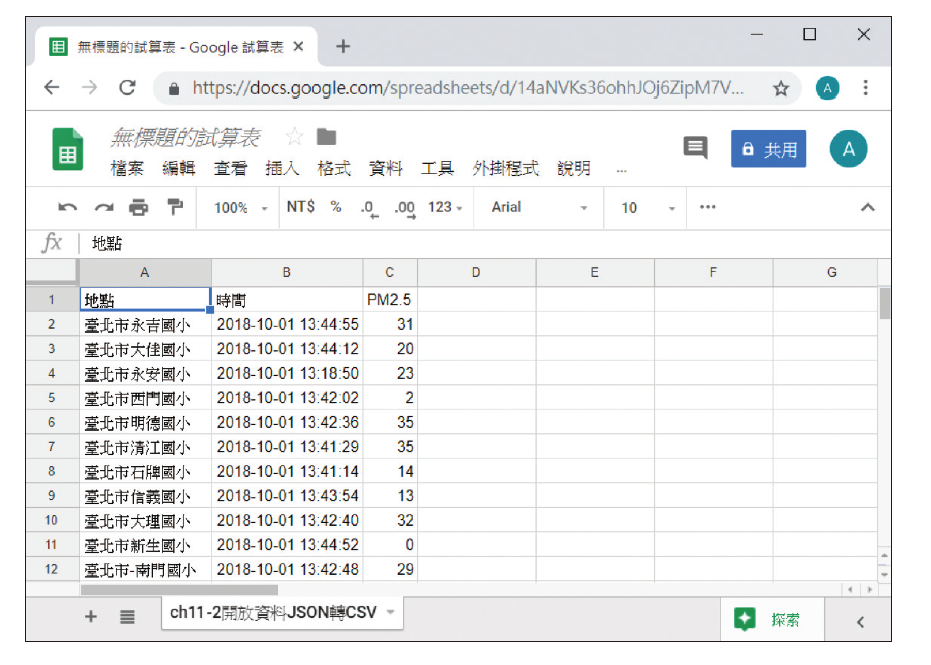 無標題的試算表 - Google 試算表
https://docs.google.com/spreadsheets/d/14aNVKs36ohhJOj6ZipM7V...
A
無標題的試算表
共用
A
檔案 編輯 查看 插入 格式 資料 工具 外掛程式 說明 ...
100% NT$ % .0 .00 123 Arial 10
fx 地點
A B C D E F G
1 地點 時間 PM2.5
2 臺北市永吉國小 2018-10-01 13:44:55 31
3 臺北市大佳國小 2018-10-01 13:44:12 20
4 臺北市永安國小 2018-10-01 13:18:50 23
5 臺北市西門國小 2018-10-01 13:42:02 2
6 臺北市明德國小 2018-10-01 13:42:36 35
7 臺北市清江國小 2018-10-01 13:41:29 35
8 臺北市石牌國小 2018-10-01 13:41:14 14
9 臺北市信義國小 2018-10-01 13:43:54 13
10 臺北市大理國小 2018-10-01 13:42:40 32
11 臺北市新生國小 2018-10-01 13:44:52 0
12 臺北市-南門國小 2018-10-01 13:42:48 29
ch11-2開放資料JSON轉CSV
探索